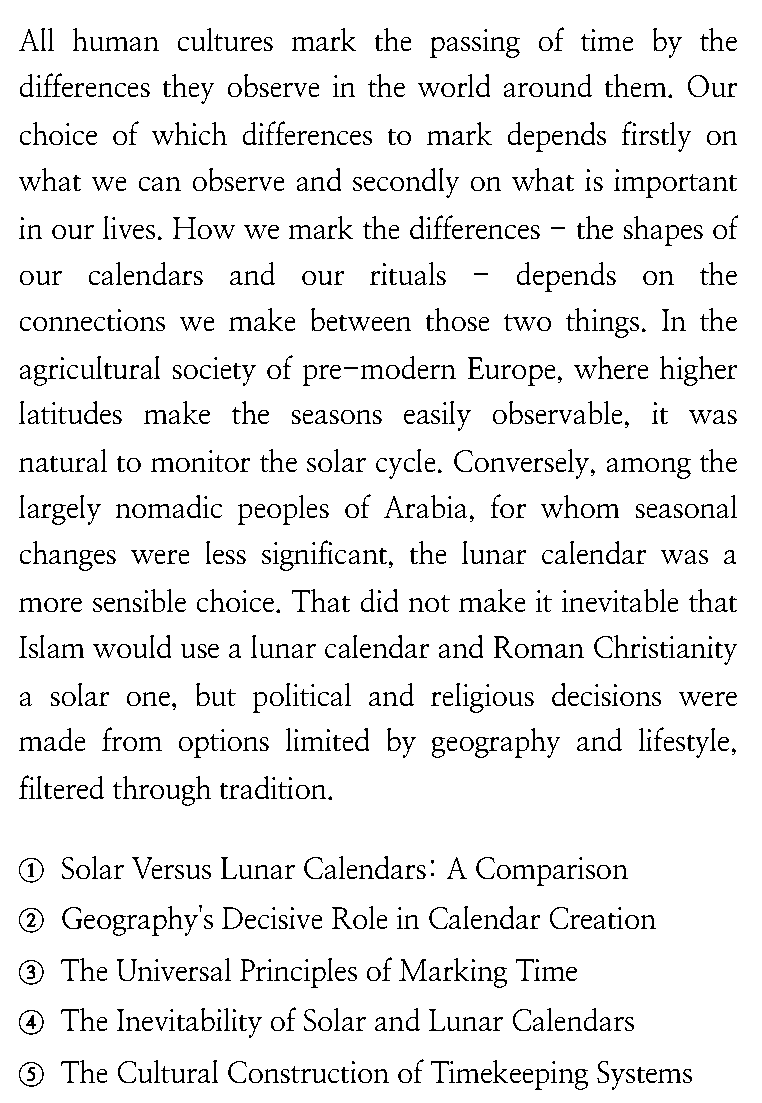 All human cultures mark the passing of time by the
differences they observe in the world around them. Our
choice of which differences to mark depends firstly on
what we can observe and secondly on what is important
in our lives. How we mark the differences - the shapes of
our calendars and our rituals - depends on the
connections we make between those two things. In the
agricultural society of pre-modern Europe, where higher
latitudes make the seasons easily observable, it was
natural to monitor the solar cycle. Conversely, among the
largely nomadic peoples of Arabia, for whom seasonal
changes were less significant, the lunar calendar was a
more sensible choice. That did not make it inevitable that
Islam would use a lunar calendar and Roman Christianity
a solar one, but political and religious decisions were
made from options limited by geography and lifestyle,
filtered through tradition.
① Solar Versus Lunar Calendars: A Comparison
② Geography's Decisive Role in Calendar Creation
③ The Universal Principles of Marking Time
④ The Inevitability of Solar and Lunar Calendars
⑤ The Cultural Construction of Timekeeping Systems